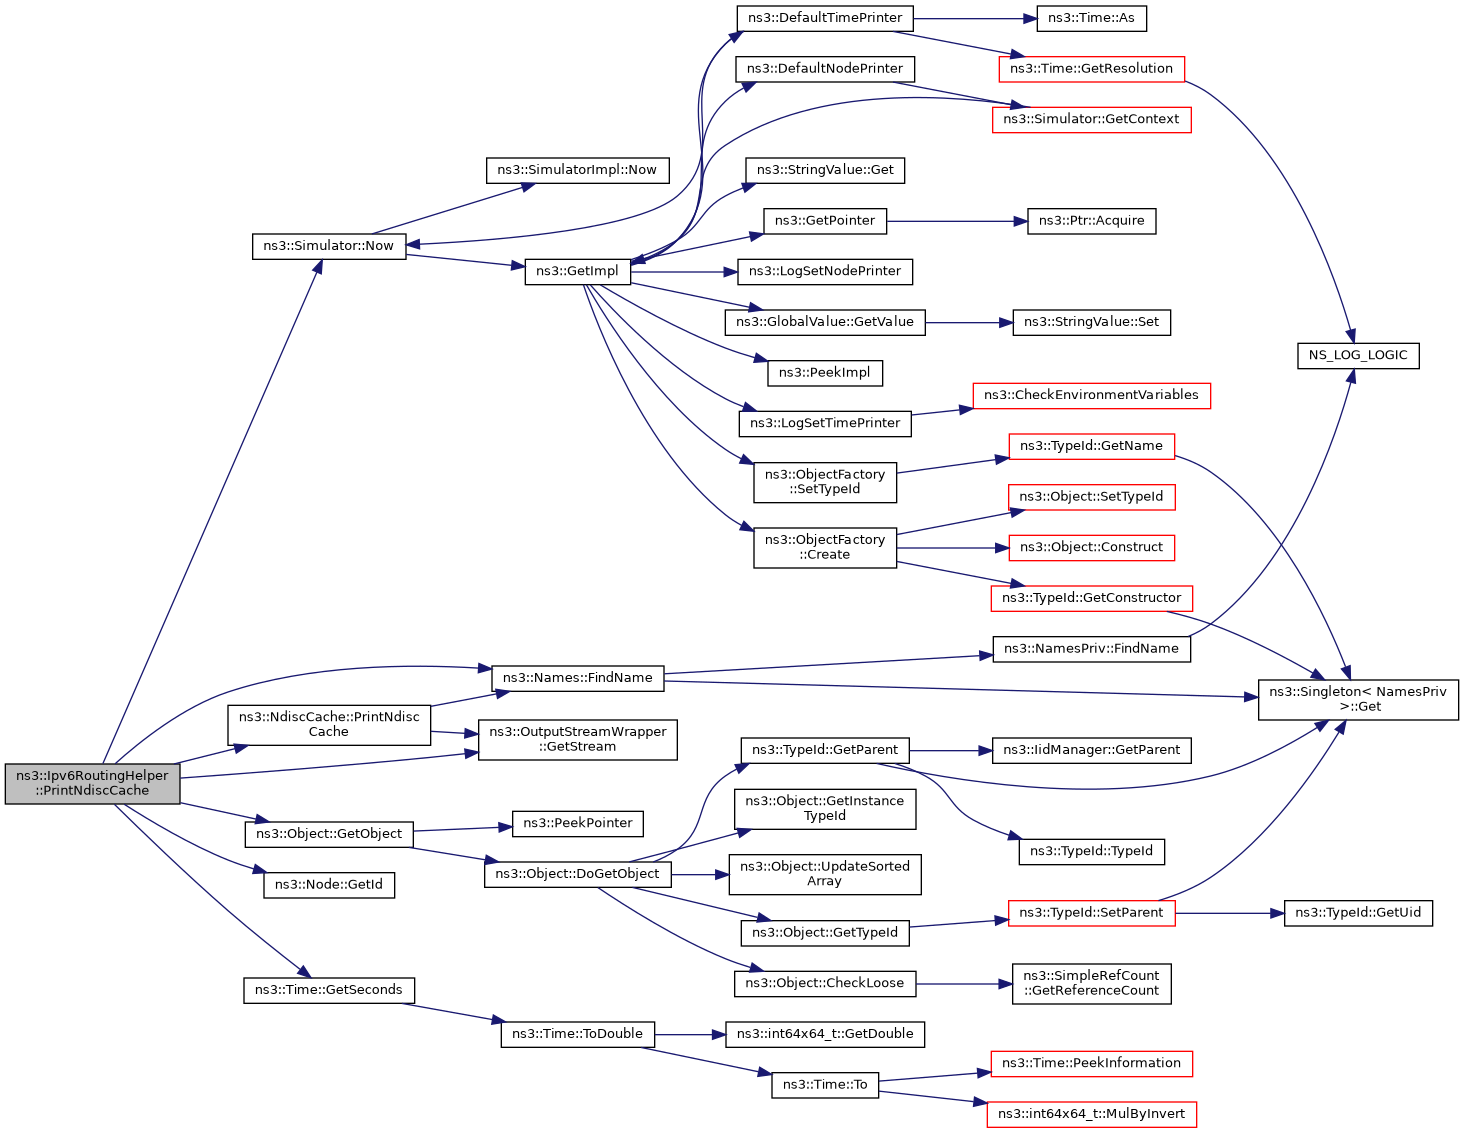 ns3::DefaultTimePrinter
ns3::Time::As
ns3::DefaultNodePrinter
ns3::Time::GetResolution
ns3::Simulator::GetContext
ns3::SimulatorImpl::Now
ns3::StringValue::Get
ns3::GetPointer
ns3::Ptr::Acquire
ns3::Simulator::Now
ns3::GetImpl
ns3::LogSetNodePrinter
ns3::GlobalValue::GetValue
ns3::StringValue::Set
NS_LOG_LOGIC
ns3::PeekImpl
ns3::CheckEnvironmentVariables
ns3::LogSetTimePrinter
ns3::TypeId::GetName
ns3::ObjectFactory
::SetTypeId
ns3::Object::SetTypeId
ns3::ObjectFactory
::Create
ns3::Object::Construct
ns3::TypeId::GetConstructor
ns3::NamesPriv::FindName
ns3::Names::FindName
ns3::Singleton< NamesPriv
>::Get
ns3::NdiscCache::PrintNdisc
Cache
ns3::OutputStreamWrapper
::GetStream
ns3::TypeId::GetParent
ns3::IidManager::GetParent
ns3::Ipv6RoutingHelper
::PrintNdiscCache
ns3::Object::GetInstance
TypeId
ns3::Object::GetObject
ns3::PeekPointer
ns3::TypeId::TypeId
ns3::Object::DoGetObject
ns3::Object::UpdateSorted
Array
ns3::Node::GetId
ns3::TypeId::SetParent
ns3::TypeId::GetUid
ns3::Object::GetTypeId
ns3::Time::GetSeconds
ns3::Object::CheckLoose
ns3::SimpleRefCount
::GetReferenceCount
ns3::Time::ToDouble
ns3::int64x64_t::GetDouble
ns3::Time::PeekInformation
ns3::Time::To
ns3::int64x64_t::MulByInvert